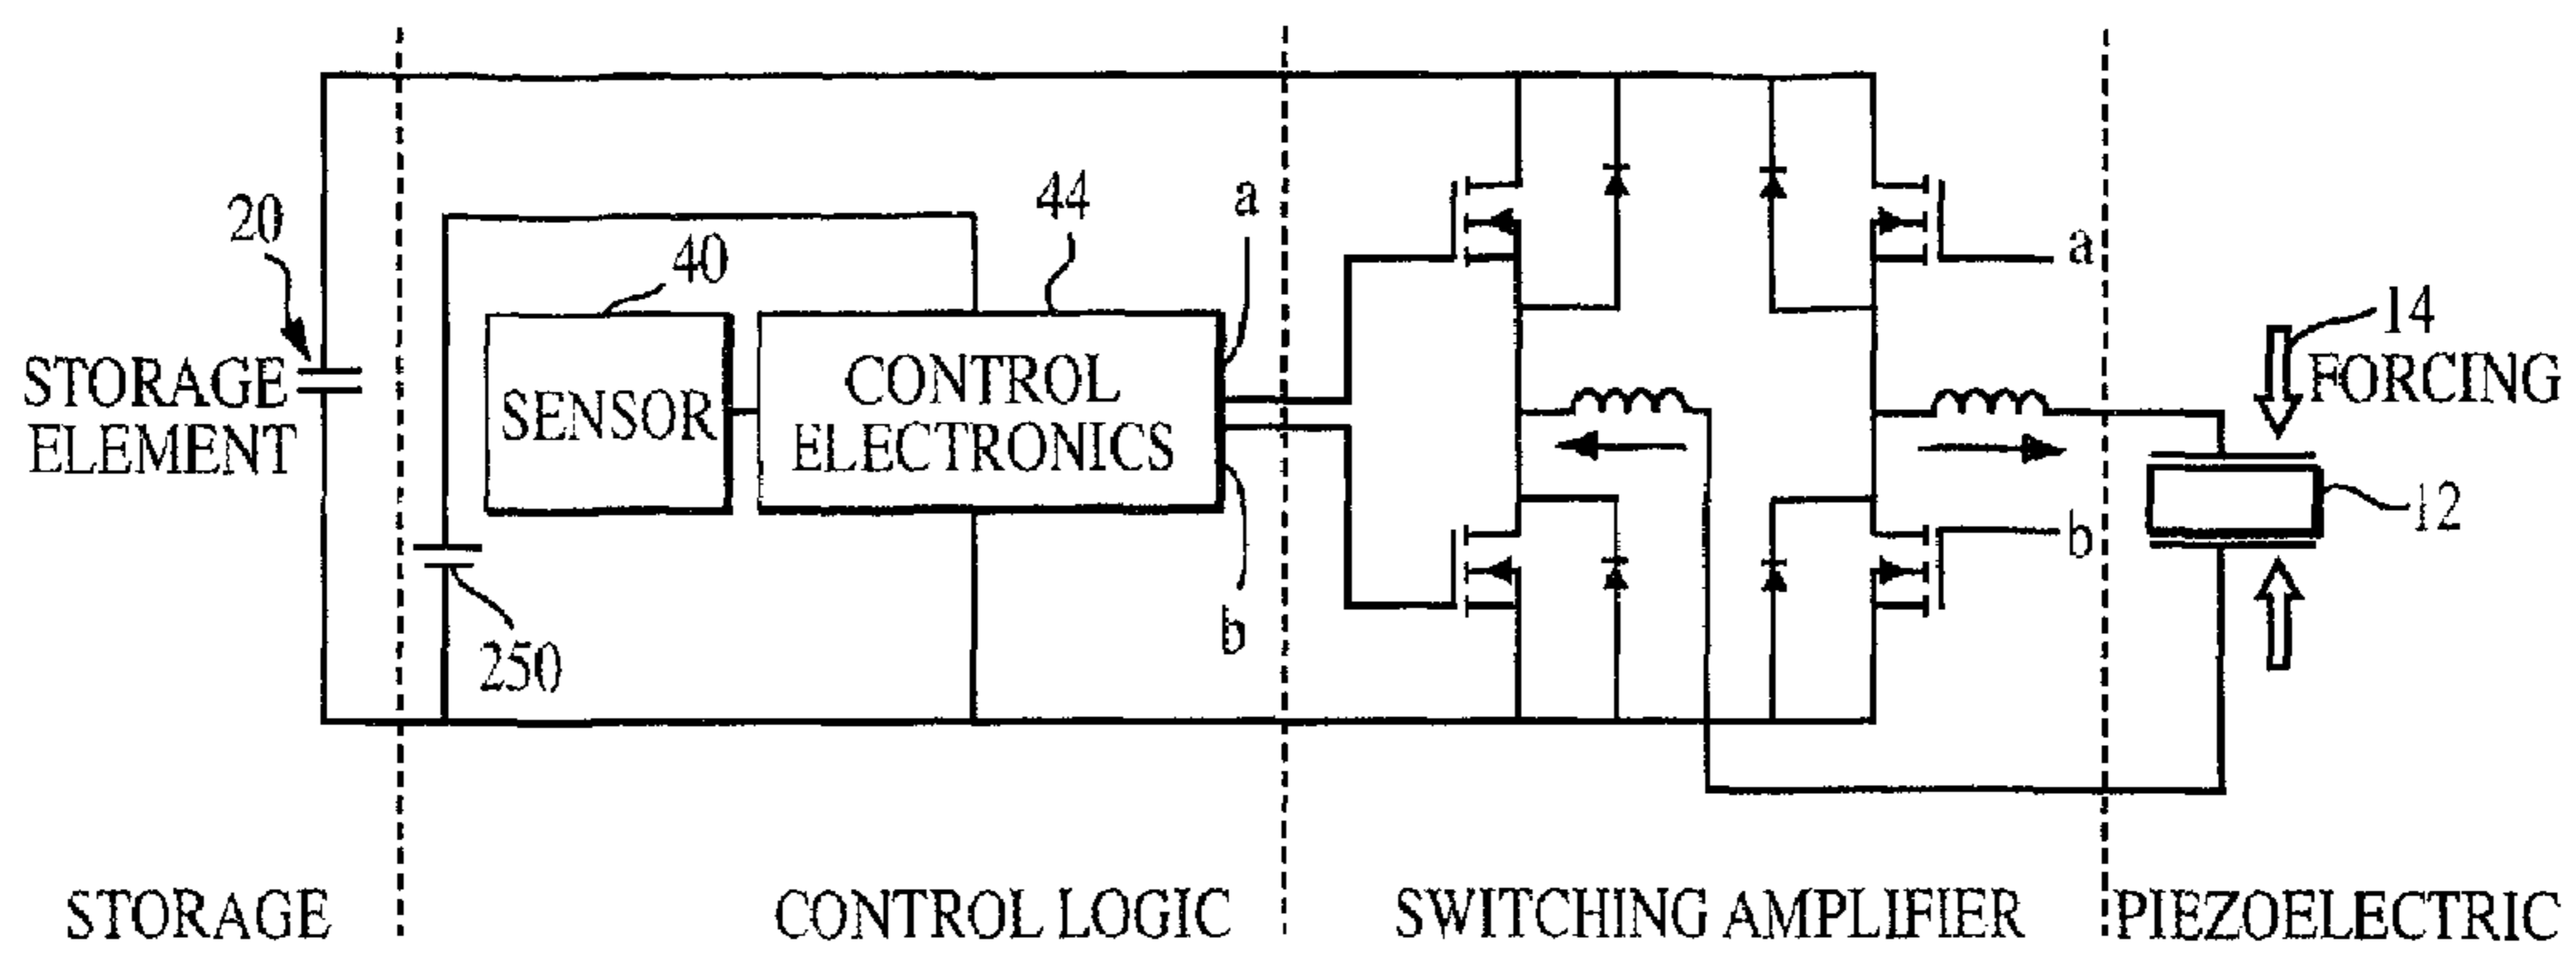 44
a
20
40
a
14
FORCING
STORAGE
ELEMENT
SENSOR
CONTROL
ELECTRONICS
12
b
b
250
STORAGE
CONTROL LOGIC
SWITCHING AMPLIFIER
PIEZOELECTRIC